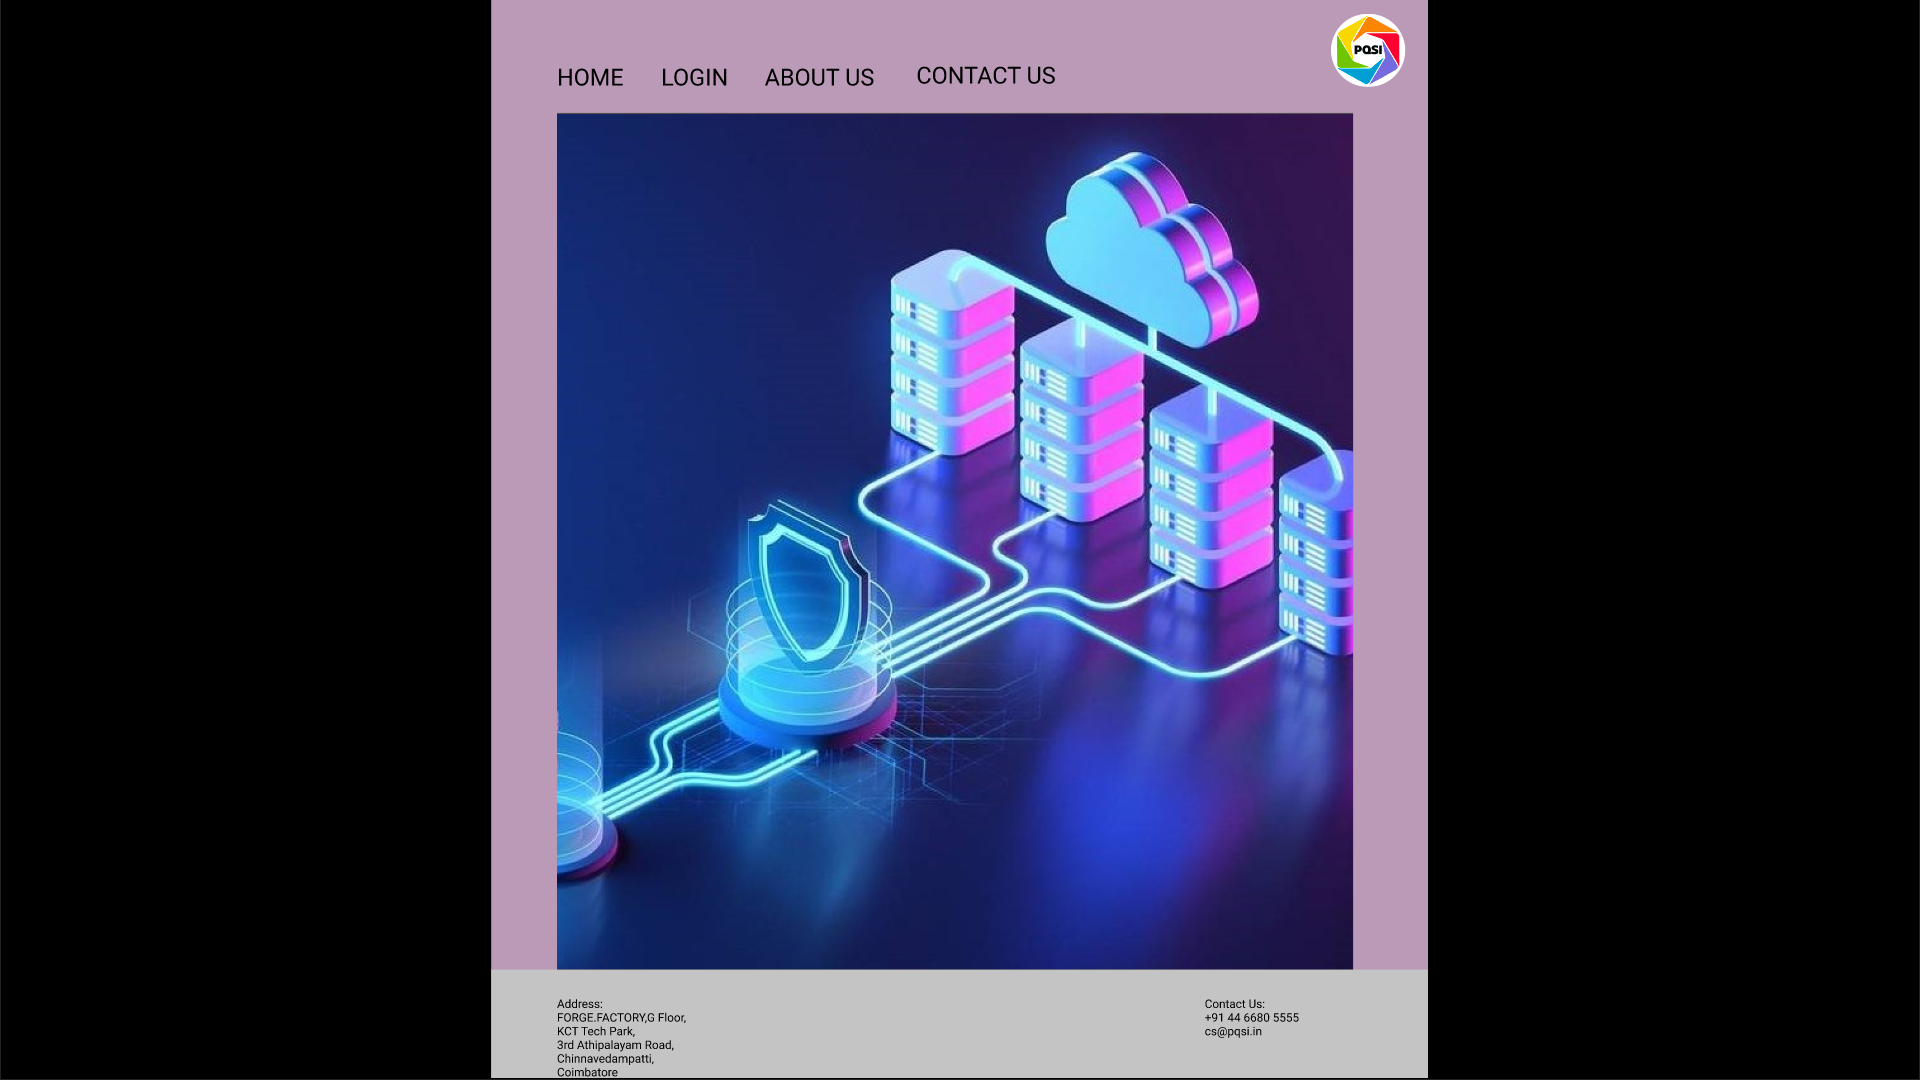 HOME LOGIN ABOUT US CONTACT US
PQSI
Address:
FORGE.FACTORY,G Floor,
KCT Tech Park,
3rd Athipalayam Road,
Chinnavedampatti,
Coimbatore
Contact Us:
+91 44 6680 5555
cs@pqsi.in